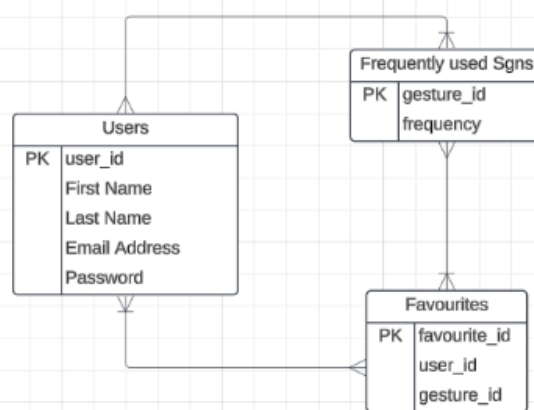 Frequently used Sgns
PK gesture_id
frequency
Users
PK user_id
First Name
Last Name
Email Address
Password
Favourites
PK favourite_id
user_id
gesture_id